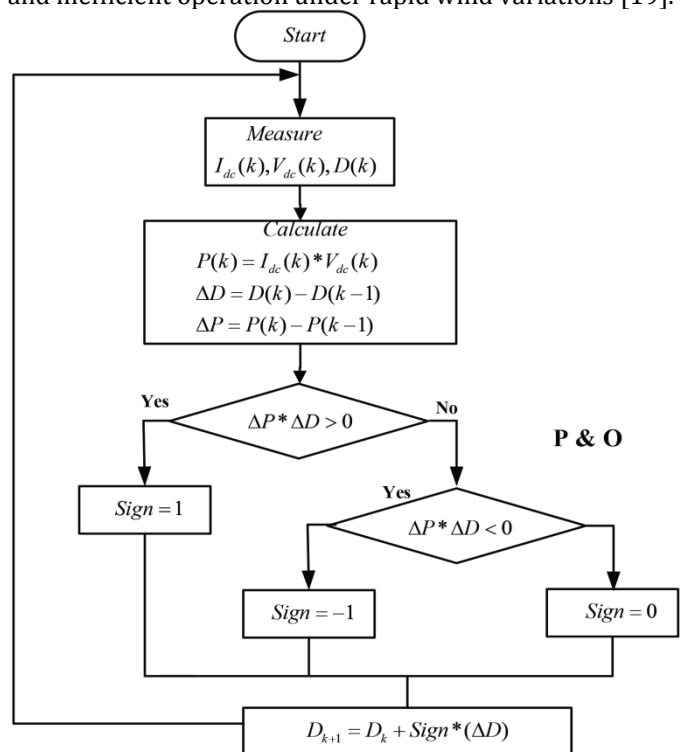 and inefficient operation under rapid wind variations [19].
Start
Measure
I_dc(k),V_dc(k),D(k)
Calculate
P(k)=I_dc(k)*V_dc(k)
ΔD=D(k)−D(k−1)
ΔP=P(k)−P(k−1)
Yes
ΔP*ΔD>0
No
P & O
Sign=1
Yes
ΔP*ΔD<0
Sign=−1
Sign=0
D_{k+1}=D_k+Sign*(ΔD)